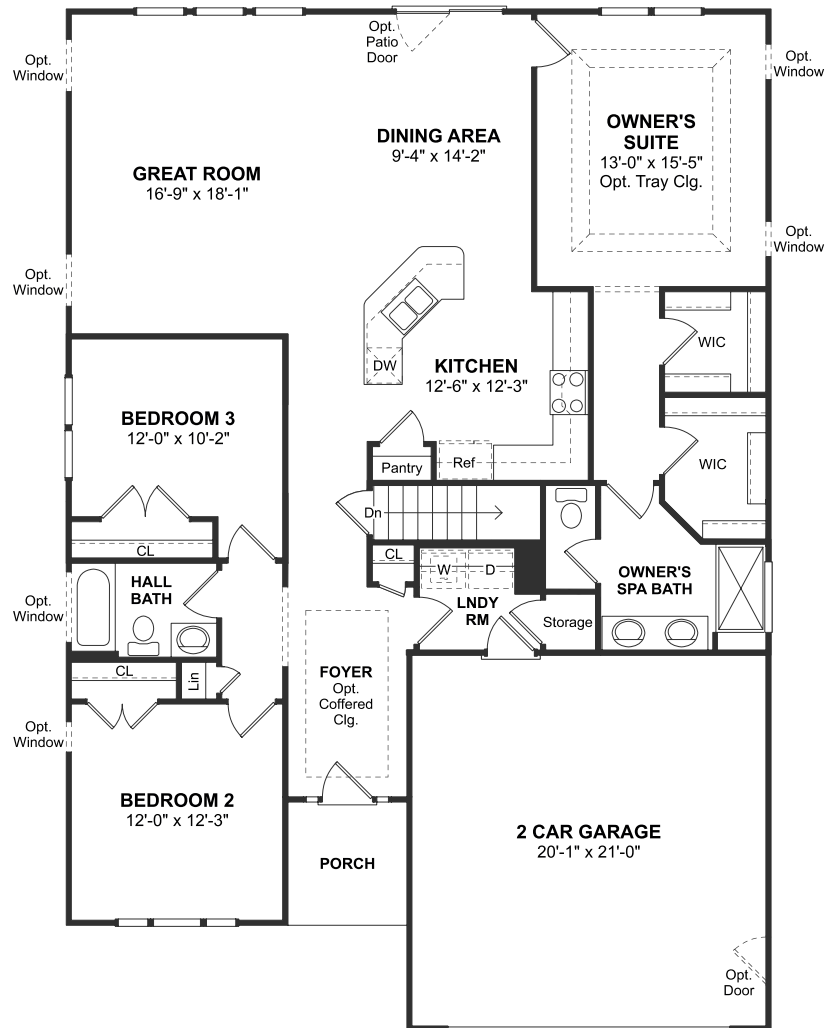 Opt.
Patio
Door
Opt.
Window
Opt.
Window
OWNER'S
SUITE
13'-0" x 15'-5"
Opt. Tray Clg.
DINING AREA
9'-4" x 14'-2"
GREAT ROOM
16'-9" x 18'-1"
Opt.
Window
Opt.
Window
WIC
DW
KITCHEN
12'-6" x 12'-3"
BEDROOM 3
12'-0" x 10'-2"
Pantry
Ref
WIC
Dn
CL
CL
HALL
BATH
W
D
OWNER'S
SPA BATH
Opt.
Window
LNDY
RM
Storage
CL
Lin
FOYER
Opt.
Coffered
Clg.
Opt.
Window
BEDROOM 2
12'-0" x 12'-3"
2 CAR GARAGE
20'-1" x 21'-0"
PORCH
Opt.
Door